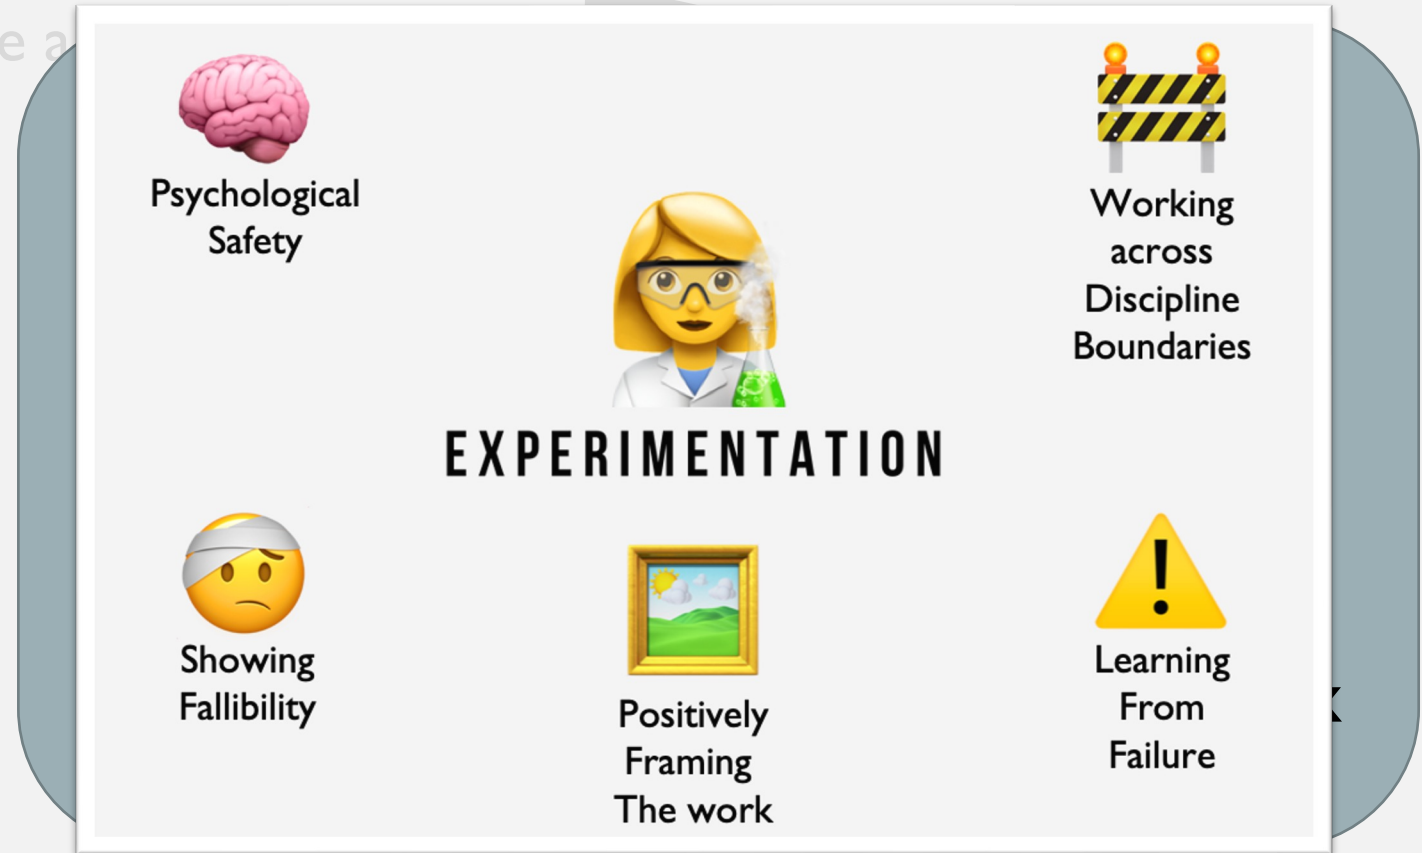 e a
Psychological
Safety
Working
across
Discipline
Boundaries
EXPERIMENTATION
Showing
Fallibility
Positively
Framing
The work
Learning
From
Failure